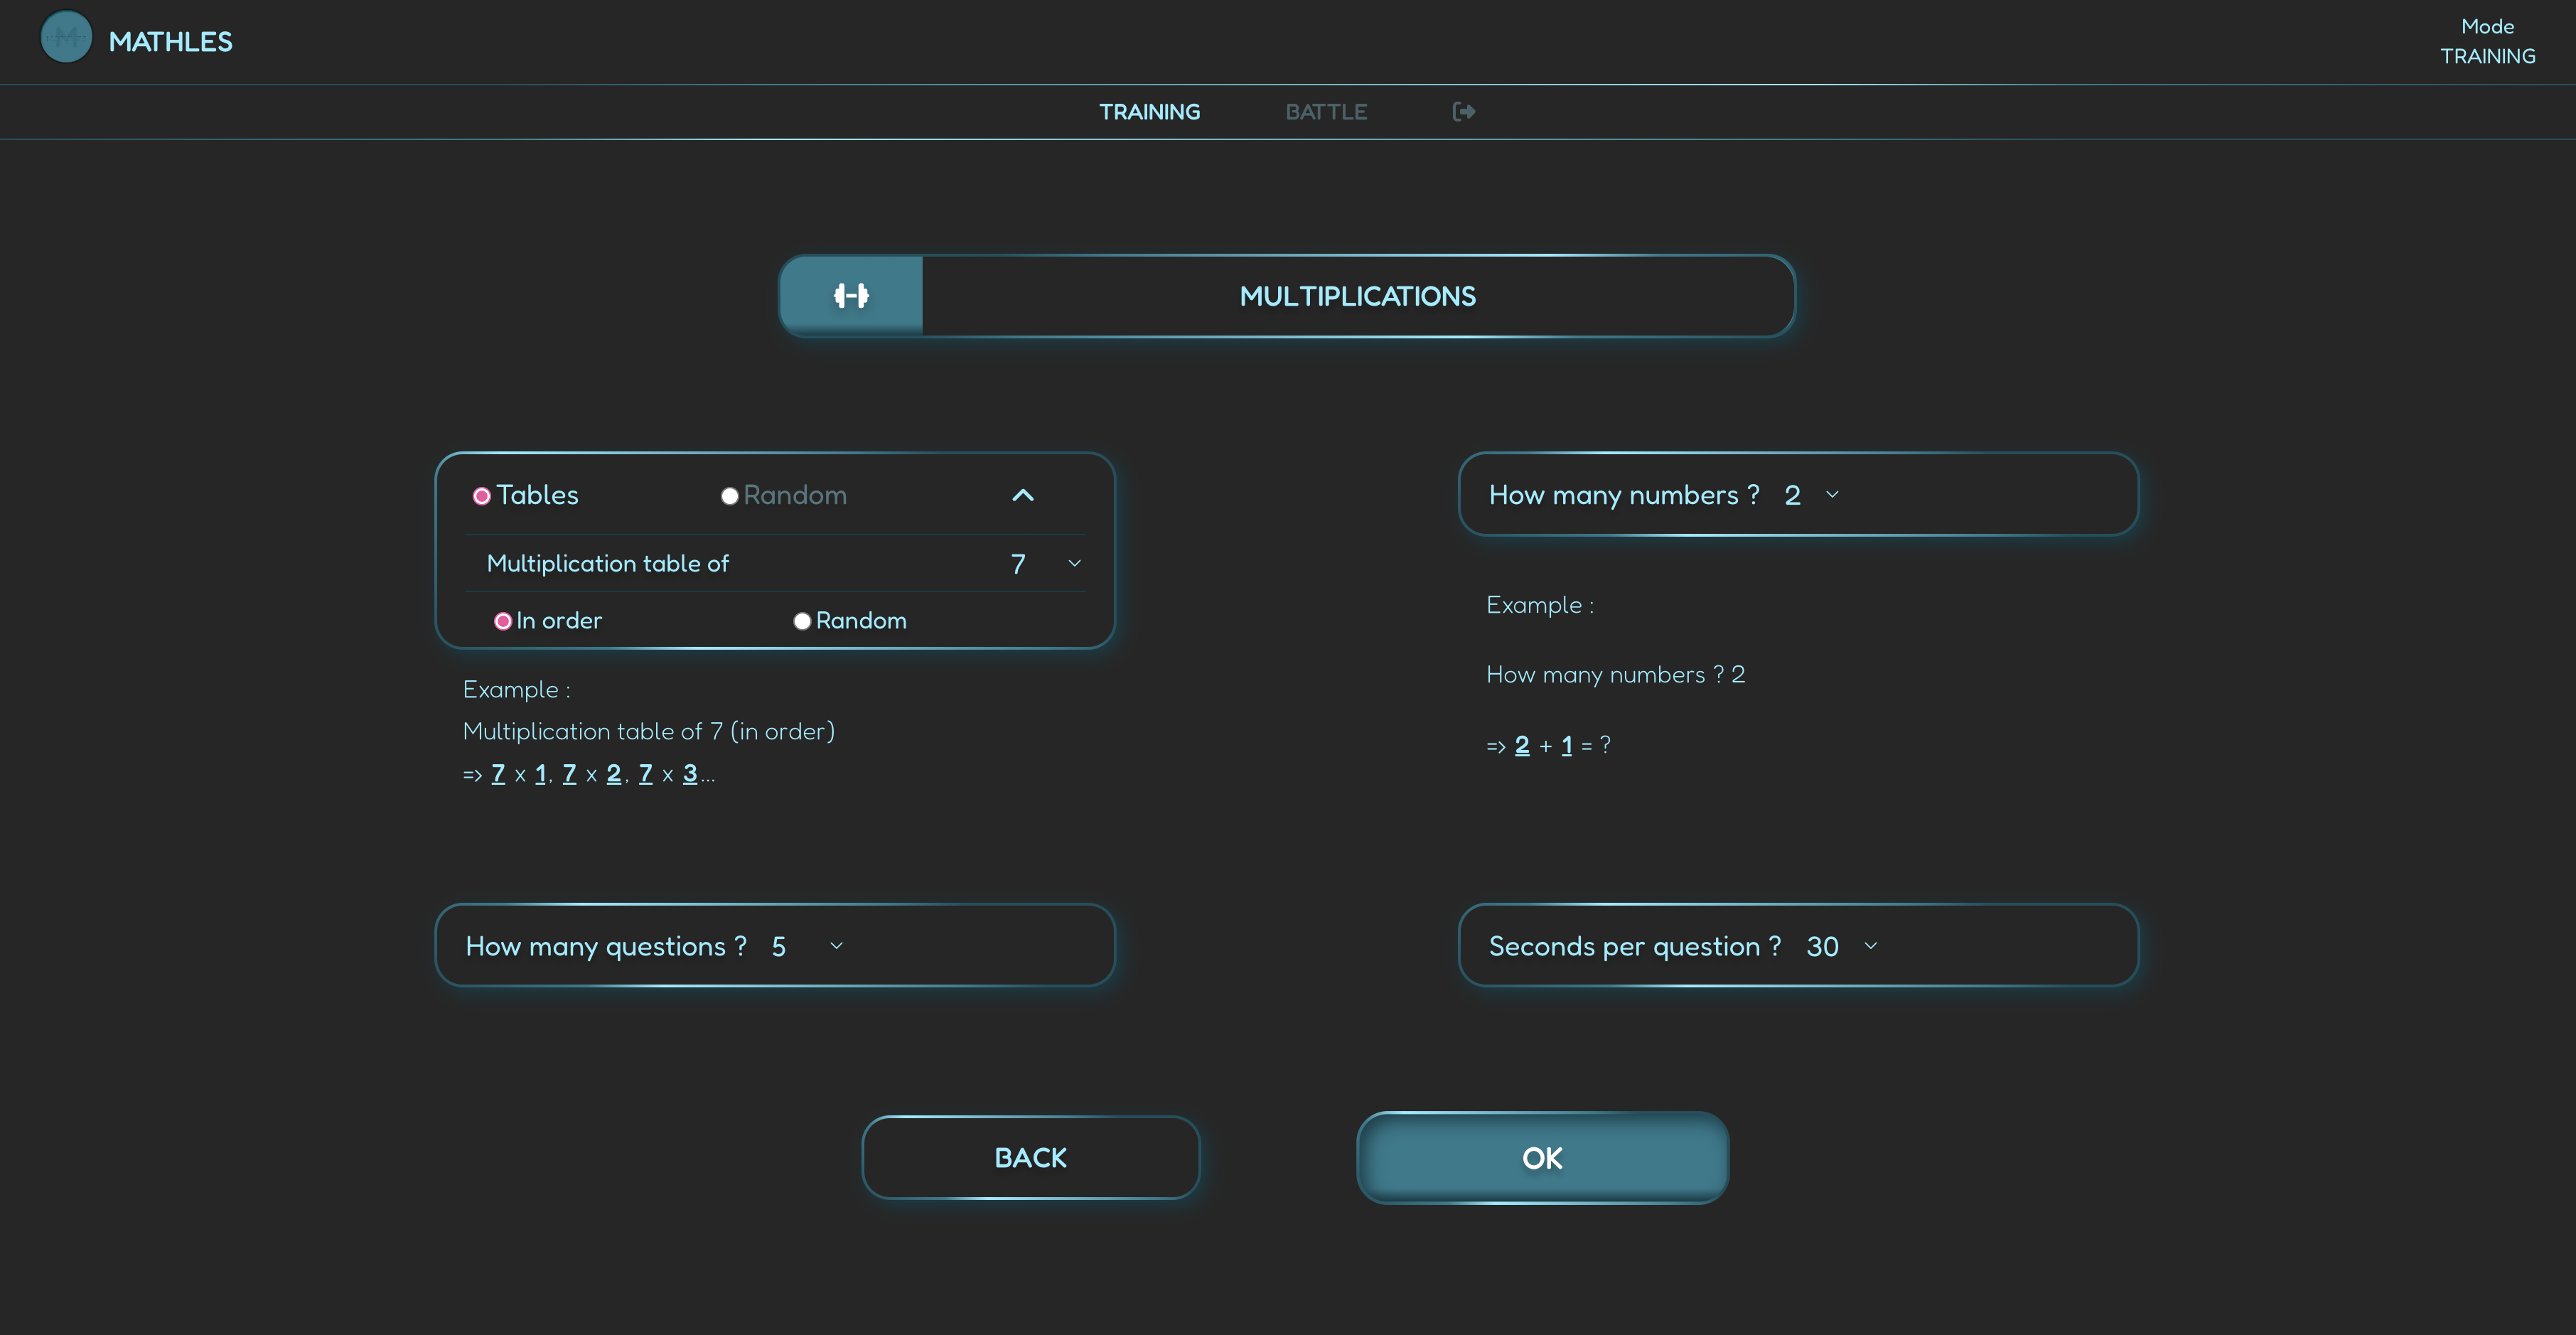 MATHLES
Mode
TRAINING
TRAINING BATTLE
MULTIPLICATIONS
Tables Random
Multiplication table of 7
In order Random
Example :
Multiplication table of 7 (in order)
=> 7 x 1, 7 x 2, 7 x 3...
How many numbers ? 2
Example :
How many numbers ? 2
=> 2 + 1 = ?
How many questions ? 5
Seconds per question ? 30
BACK
OK